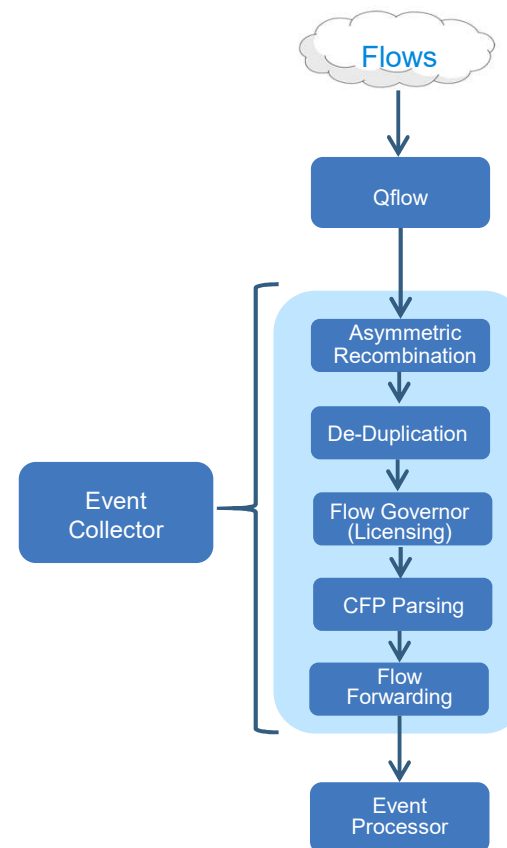 Flows
Qflow
Asymmetric
Recombination
De-Duplication
Event
Collector
Flow Governor
(Licensing)
CFP Parsing
Flow
Forwarding
Event
Processor